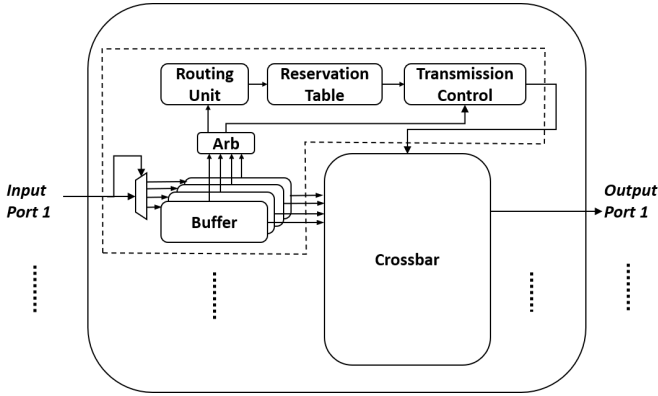 Routing
Unit
Reservation
Table
Transmission
Control
Arb
Input
Port 1
Buffer
Output
Port 1
Crossbar